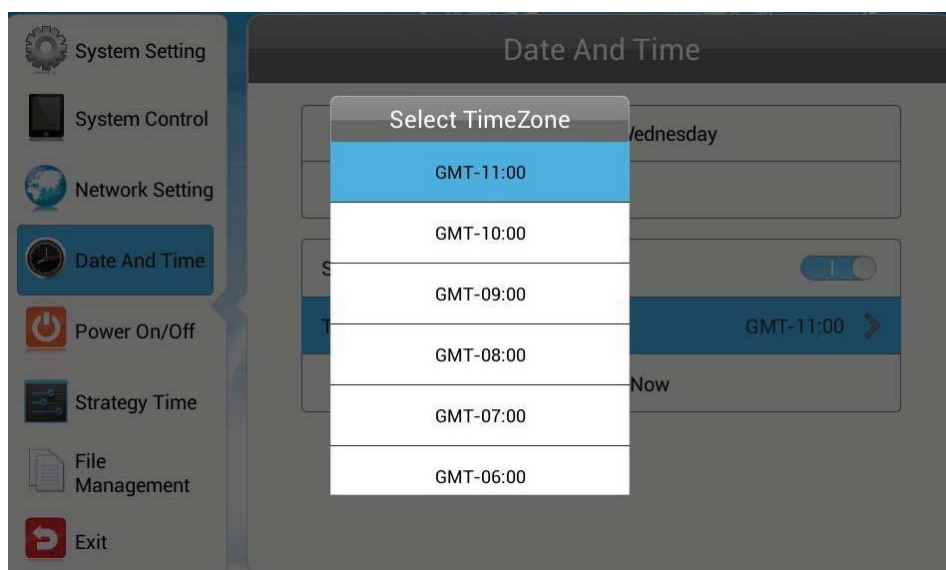 System Setting
System Control
Network Setting
Date And Time
Power On/Off
Strategy Time
File
Management
Exit
Date And Time
Select TimeZone
GMT-11:00
GMT-10:00
GMT-09:00
GMT-08:00
GMT-07:00
GMT-06:00
GMT-11:00
Now